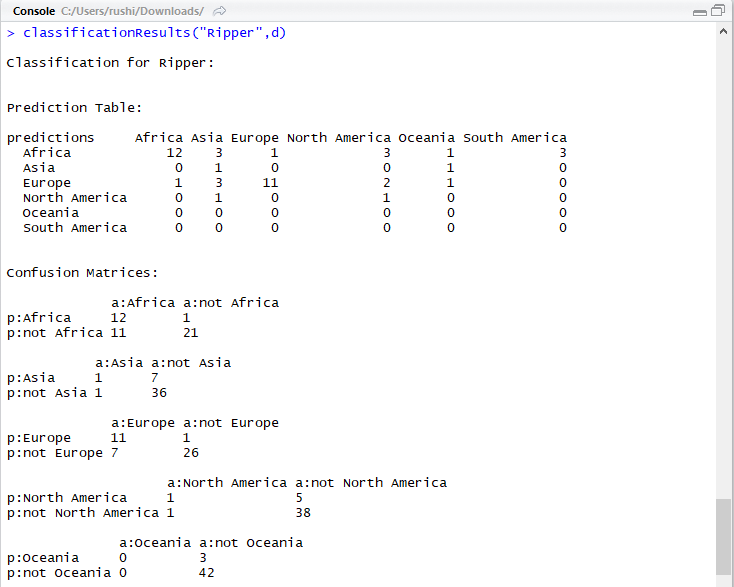 Console C:/Users/rushi/Downloads/
> classificationResults("Ripper",d)
Classification for Ripper:
Prediction Table:
predictions     Africa Asia Europe North America Oceania South America
  Africa            12    3      1             3       1             3
  Asia               0    1      0             0       1             0
  Europe             1    3     11             2       1             0
  North America      0    1      0             1       0             0
  Oceania            0    0      0             0       0             0
  South America      0    0      0             0       0             0
Confusion Matrices:
             a:Africa a:not Africa
p:Africa     12       1
p:not Africa 11       21
           a:Asia a:not Asia
p:Asia     1      7
p:not Asia 1      36
             a:Europe a:not Europe
p:Europe     11       1
p:not Europe 7        26
                    a:North America a:not North America
p:North America     1               5
p:not North America 1               38
              a:Oceania a:not Oceania
p:Oceania     0         3
p:not Oceania 0         42